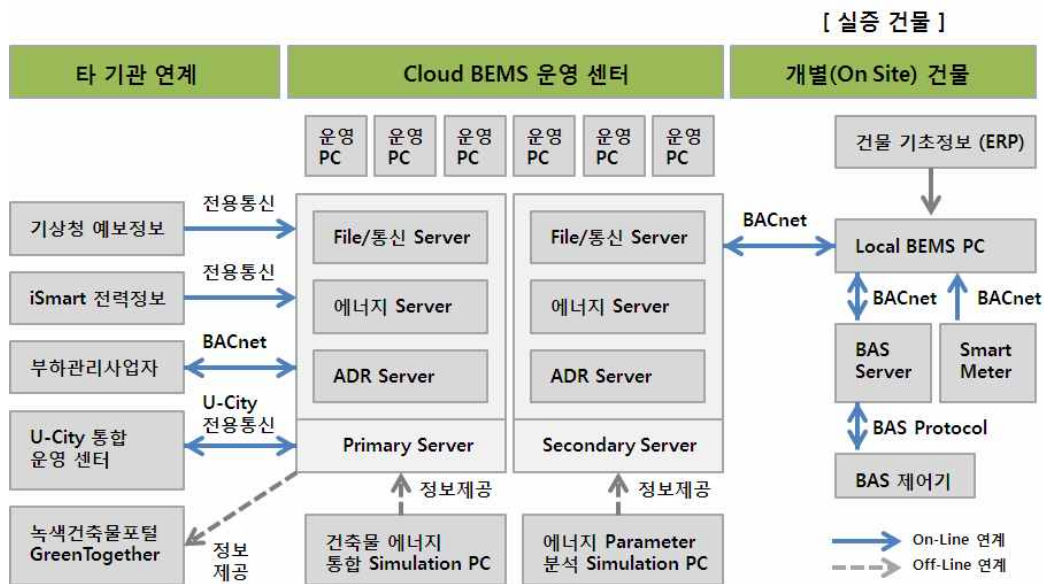 [ 실증 건물 ]
타 기관 연계
Cloud BEMS 운영 센터
개별(On Site) 건물
운영
PC
운영
PC
운영
PC
운영
PC
운영
PC
운영
PC
건물 기초정보 (ERP)
기상청 예보정보
전용통신
iSmart 전력정보
전용통신
부하관리사업자
BACnet
U-City 통합
운영 센터
U-City
전용통신
녹색건축물포털
GreenTogether
정보
제공
File/통신 Server
에너지 Server
ADR Server
Primary Server
File/통신 Server
에너지 Server
ADR Server
Secondary Server
정보제공
정보제공
건축물 에너지
통합 Simulation PC
에너지 Parameter
분석 Simulation PC
BACnet
Local BEMS PC
BACnet
BACnet
BAS
Server
Smart
Meter
BAS Protocol
BAS 제어기
On-Line 연계
Off-Line 연계